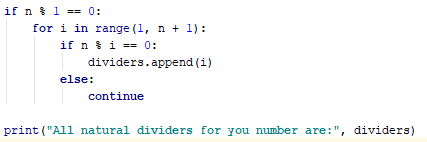 if n % 1 == 0:
    for i in range(1, n + 1):
        if n % i == 0:
            dividers.append(i)
        else:
            continue
print("All natural dividers for you number are:", dividers)